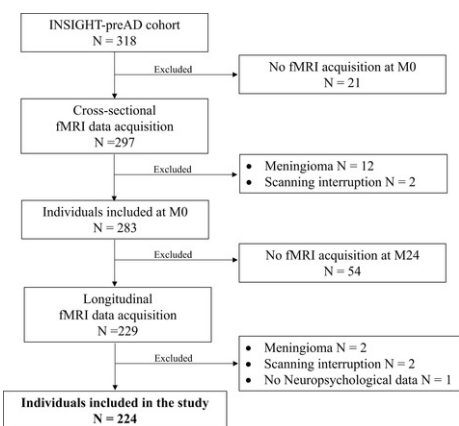 INSIGHT-preAD cohort
N = 318
Excluded
No fMRI acquisition at M0
N = 21
Cross-sectional
fMRI data acquisition
N =297
Excluded
• Meningioma N = 12
• Scanning interruption N = 2
Individuals included at M0
N = 283
Excluded
No fMRI acquisition at M24
N = 54
Longitudinal
fMRI data acquisition
N =229
Excluded
• Meningioma N = 2
• Scanning interruption N = 2
• No Neuropsychological data N = 1
Individuals included in the study
N = 224